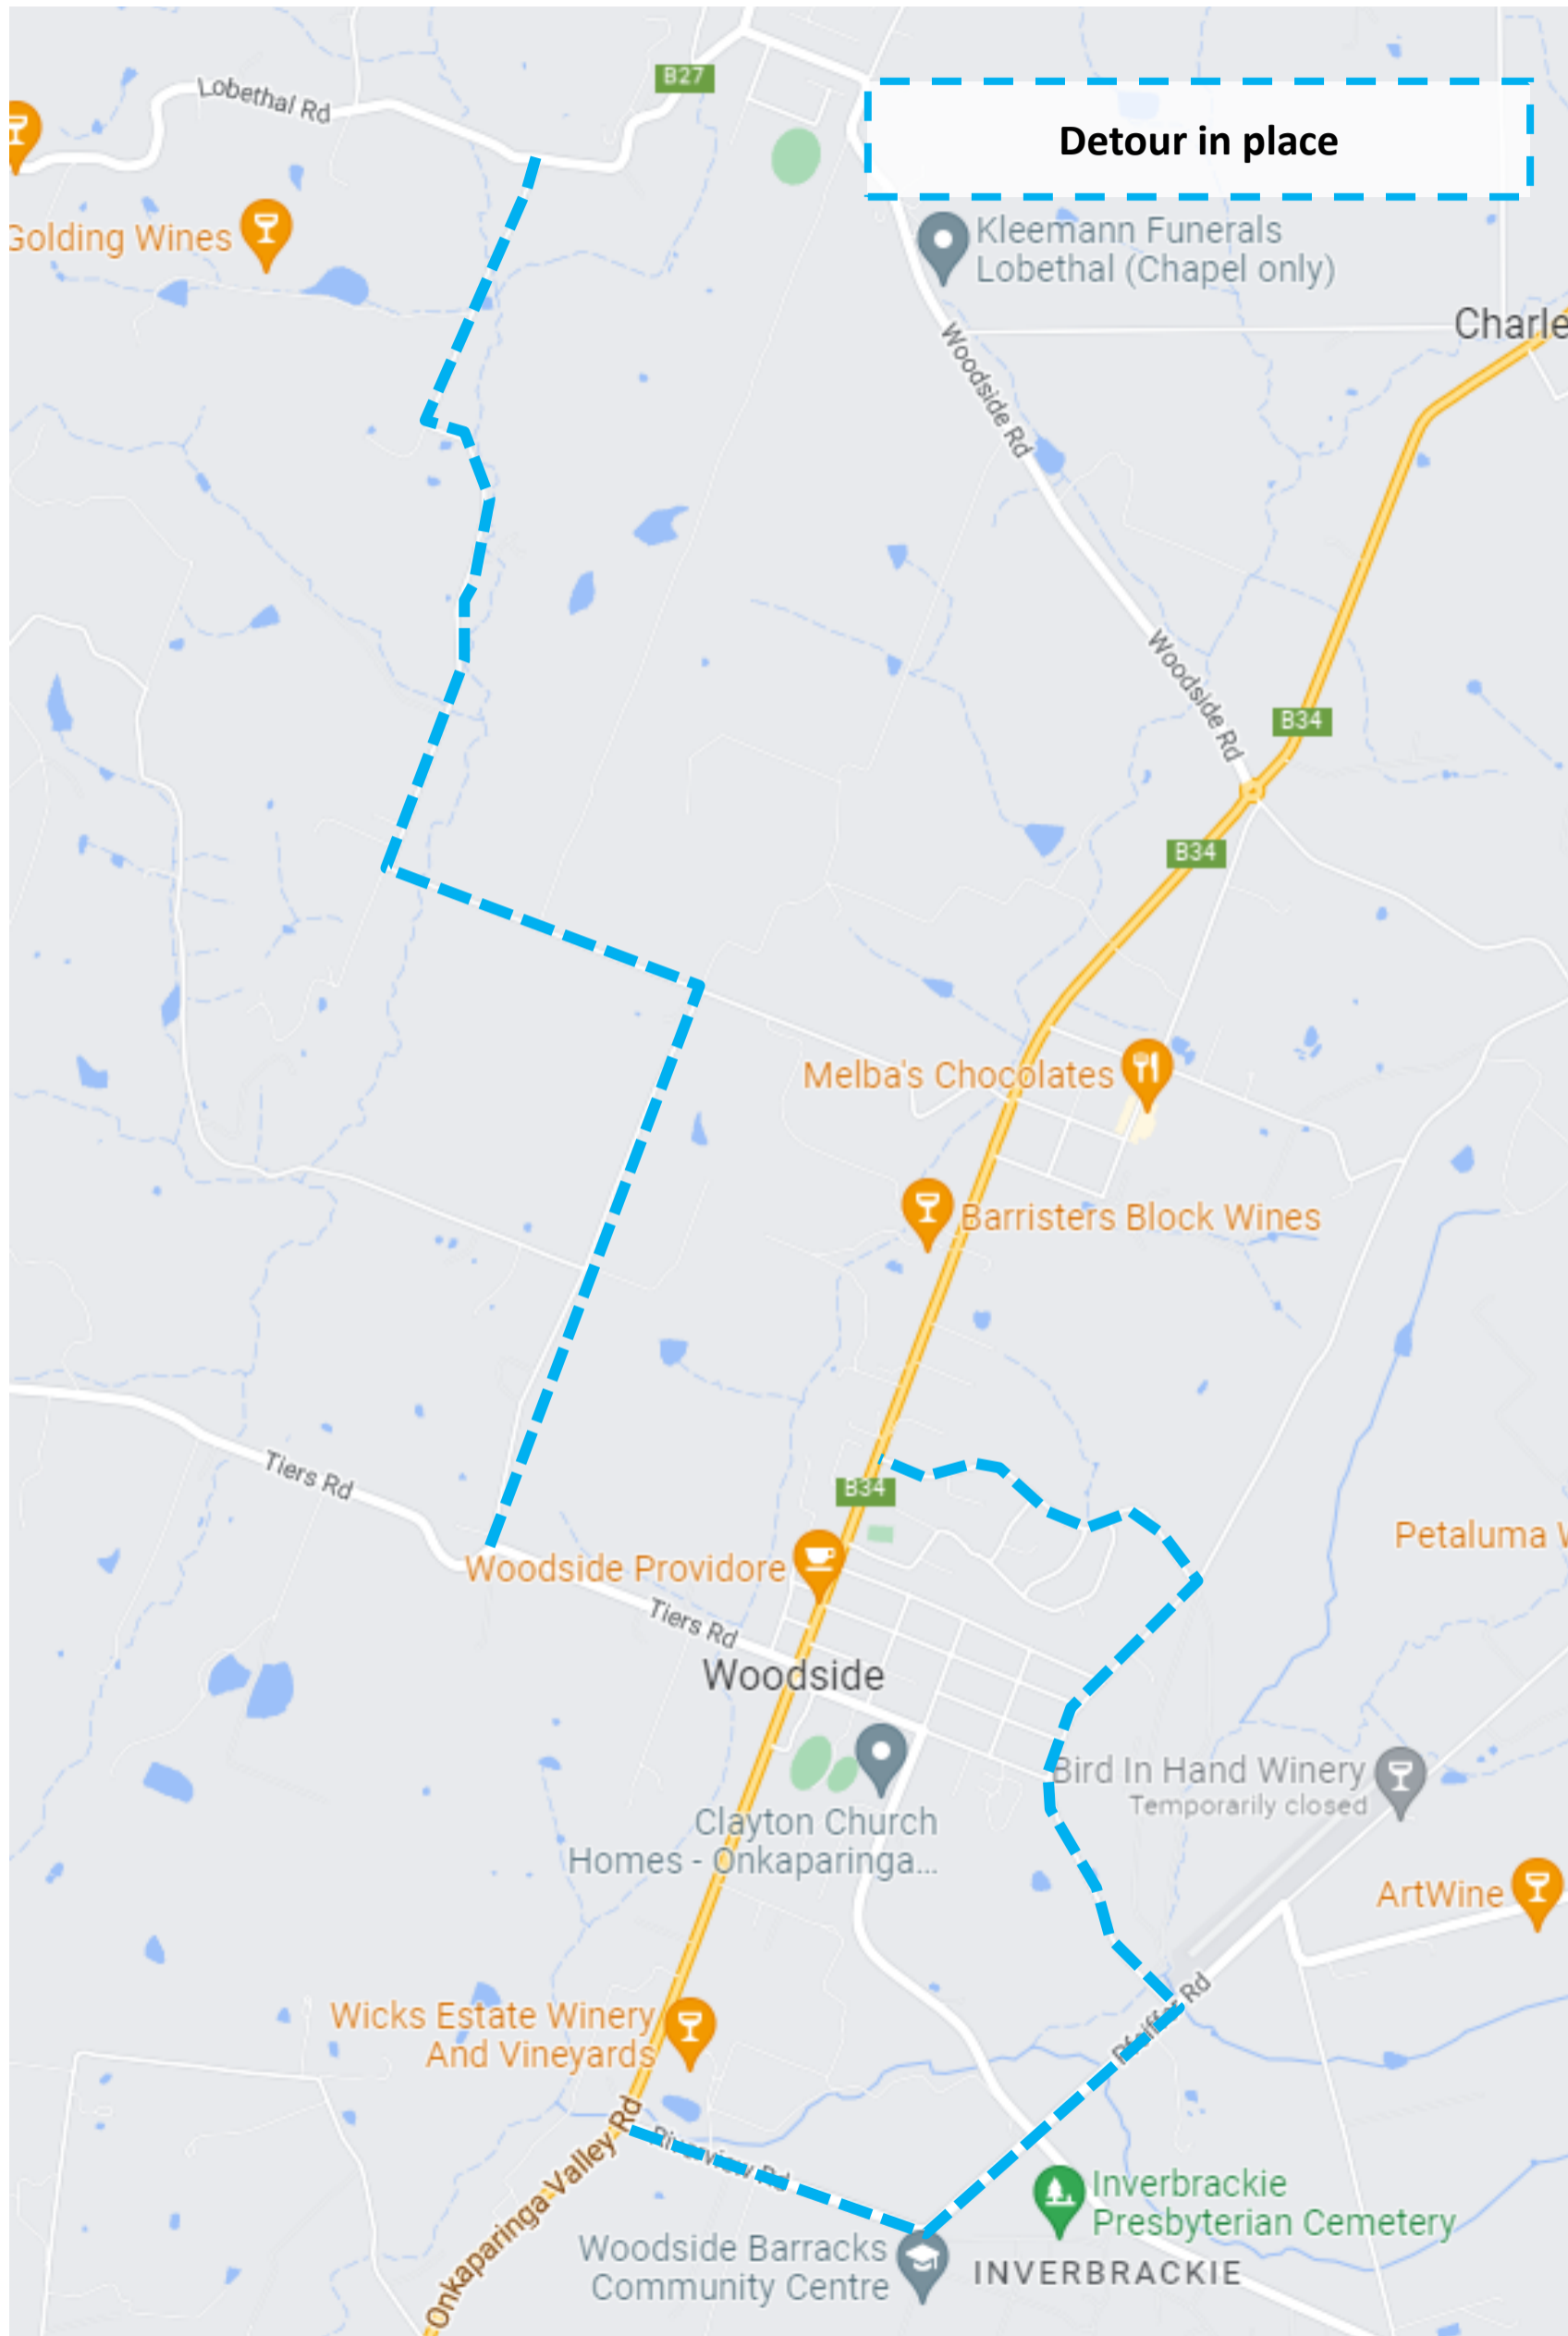 B27
Lobethal Rd
Detour in place
Golding Wines
Kleemann Funerals
Lobethal (Chapel only)
Charle
Woodside Rd
Woodside Rd
B34
B34
Melba's Chocolates
Barristers Block Wines
Tiers Rd
B34
Petaluma
Woodside Providore
Tiers Rd
Woodside
Bird In Hand Winery
Temporarily closed
Clayton Church
Homes - Onkaparinga...
ArtWine
Pfeiffer Rd
Wicks Estate Winery
And Vineyards
Riverview Rd
Onkaparinga Valley Rd
Inverbrackie
Presbyterian Cemetery
Woodside Barracks
Community Centre
INVERBRACKIE